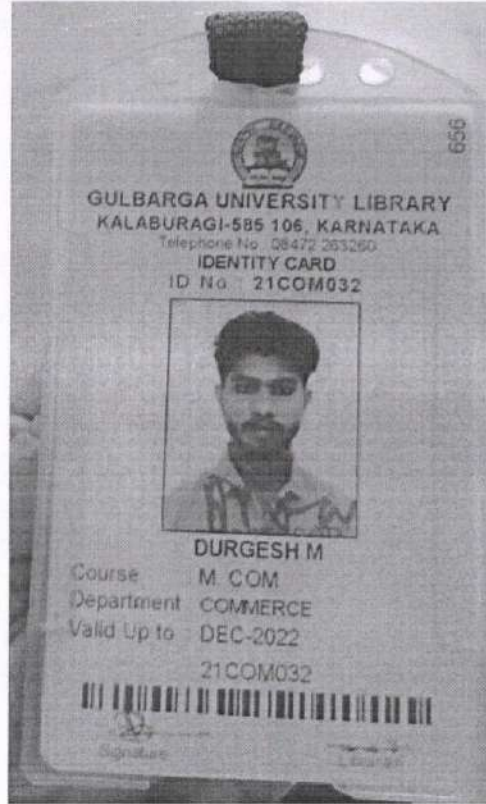 656
GULBARGA UNIVERSITY LIBRARY
KALABURAGI-585 106, KARNATAKA
Telephone No : 08472 263260
IDENTITY CARD
ID No : 21COM032
DURGESH M
Course : M. COM
Department : COMMERCE
Valid Up to : DEC-2022
21COM032
Signature
Librarian